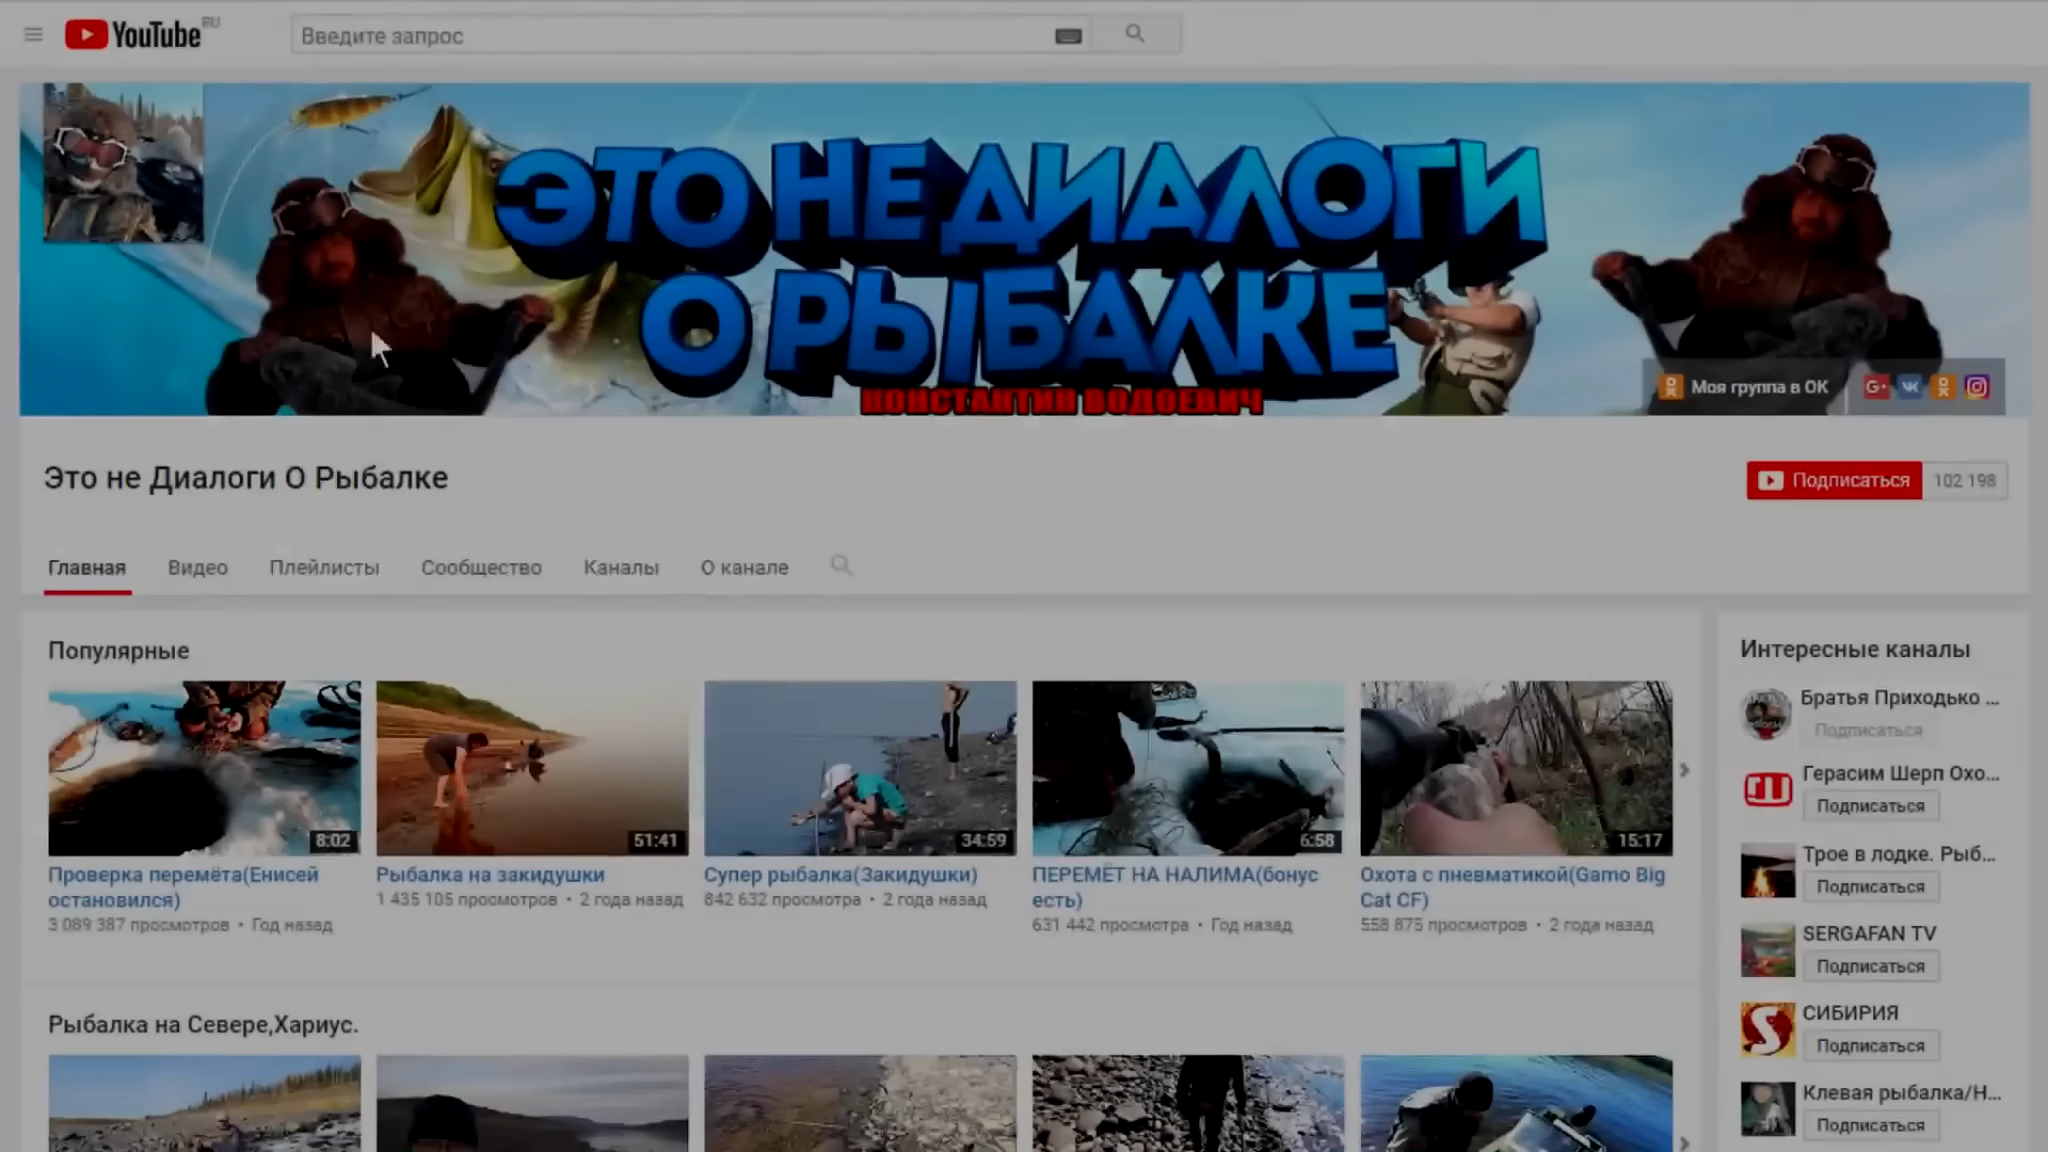 YouTube RU
Введите запрос
ЭТО НЕ ДИАЛОГИ
О РЫБАЛКЕ
КОНСТАНТИН ВОДОЕВИЧ
Моя группа в ОК
G+
Это не Диалоги О Рыбалке
Подписаться 102 198
Главная Видео Плейлисты Сообщество Каналы О канале
Популярные
8:02
51:41
34:59
6:58
15:17
Проверка перемёта(Енисей
остановился)
3 089 387 просмотров • Год назад
Рыбалка на закидушки
1 435 105 просмотров • 2 года назад
Супер рыбалка(Закидушки)
842 632 просмотра • 2 года назад
ПЕРЕМЁТ НА НАЛИМА(бонус
есть)
631 442 просмотра • Год назад
Охота с пневматикой(Gamo Big
Cat CF)
558 875 просмотров • 2 года назад
Рыбалка на Севере,Хариус.
Интересные каналы
Братья Приходько ...
Подписаться
Герасим Шерп Охо...
Подписаться
Трое в лодке. Рыб...
Подписаться
SERGAFAN TV
Подписаться
СИБИРИЯ
Подписаться
Клевая рыбалка/Н...
Подписаться